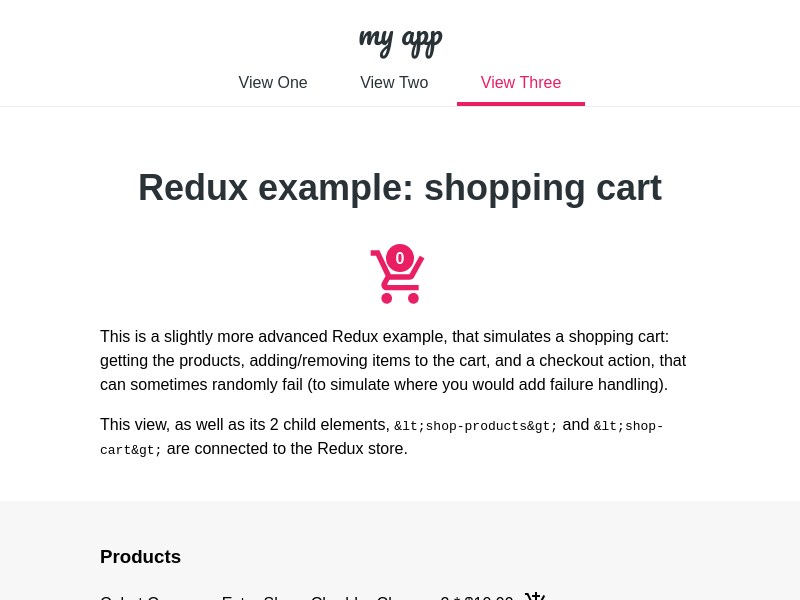 my app
View One View Two View Three
Redux example: shopping cart
0
This is a slightly more advanced Redux example, that simulates a shopping cart:
getting the products, adding/removing items to the cart, and a checkout action, that
can sometimes randomly fail (to simulate where you would add failure handling).
This view, as well as its 2 child elements, &lt;shop-products&gt; and &lt;shop-
cart&gt; are connected to the Redux store.
Products